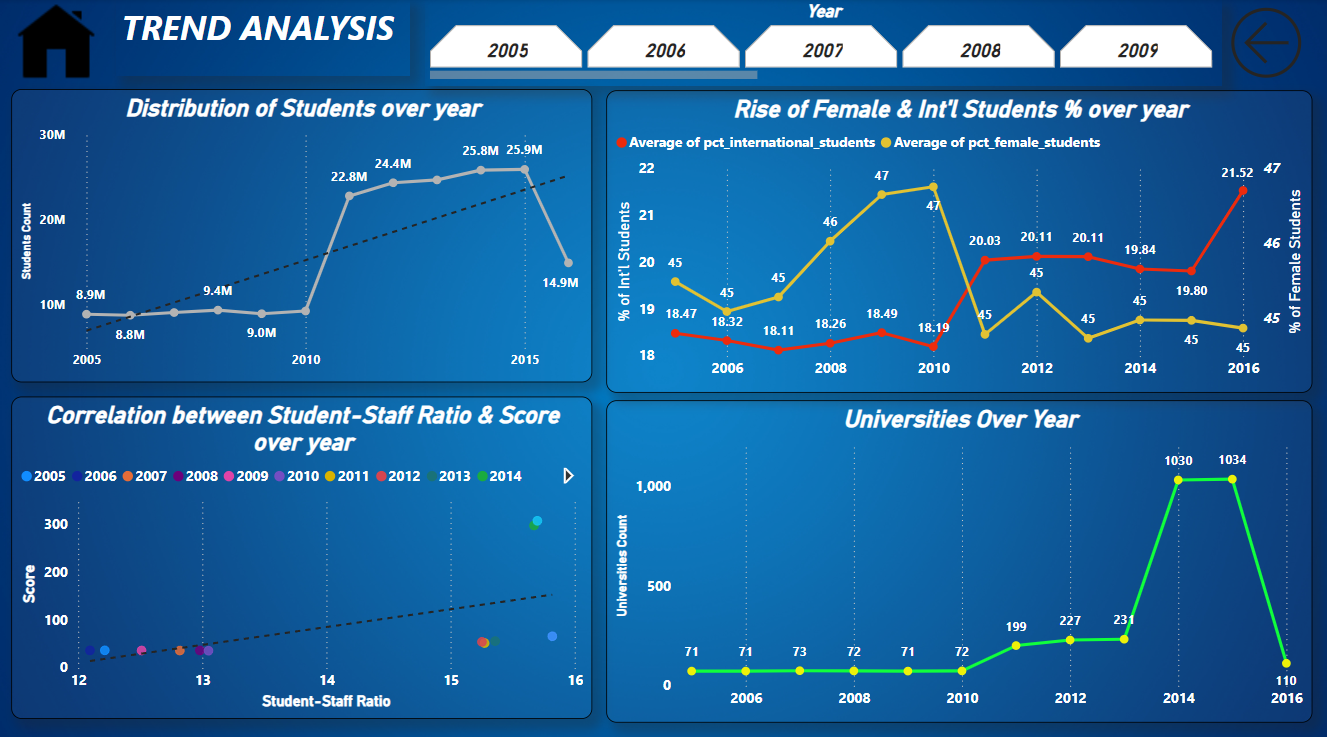 TREND ANALYSIS
Year
2005 2006 2007 2008 2009
Distribution of Students over year
30M
20M
10M
Students Count
8.9M
8.8M
9.4M
9.0M
22.8M
24.4M
25.8M
25.9M
14.9M
2005 2010 2015
Rise of Female & Int'l Students % over year
Average of pct_international_students Average of pct_female_students
22
21
20
19
18
% of Int'l Students
47
46
45
% of Female Students
45
45
45
46
47
47
45
45
45
45
45
45
18.47
18.32
18.11
18.26
18.49
18.19
20.03
20.11
20.11
19.84
19.80
21.52
2006 2008 2010 2012 2014 2016
Correlation between Student-Staff Ratio & Score
over year
2005 2006 2007 2008 2009 2010 2011 2012 2013 2014
300
200
100
0
Score
12 13 14 15 16
Student-Staff Ratio
Universities Over Year
1,000
500
0
Universities Count
71
71
73
72
71
72
199
227
231
1030
1034
110
2006 2008 2010 2012 2014 2016